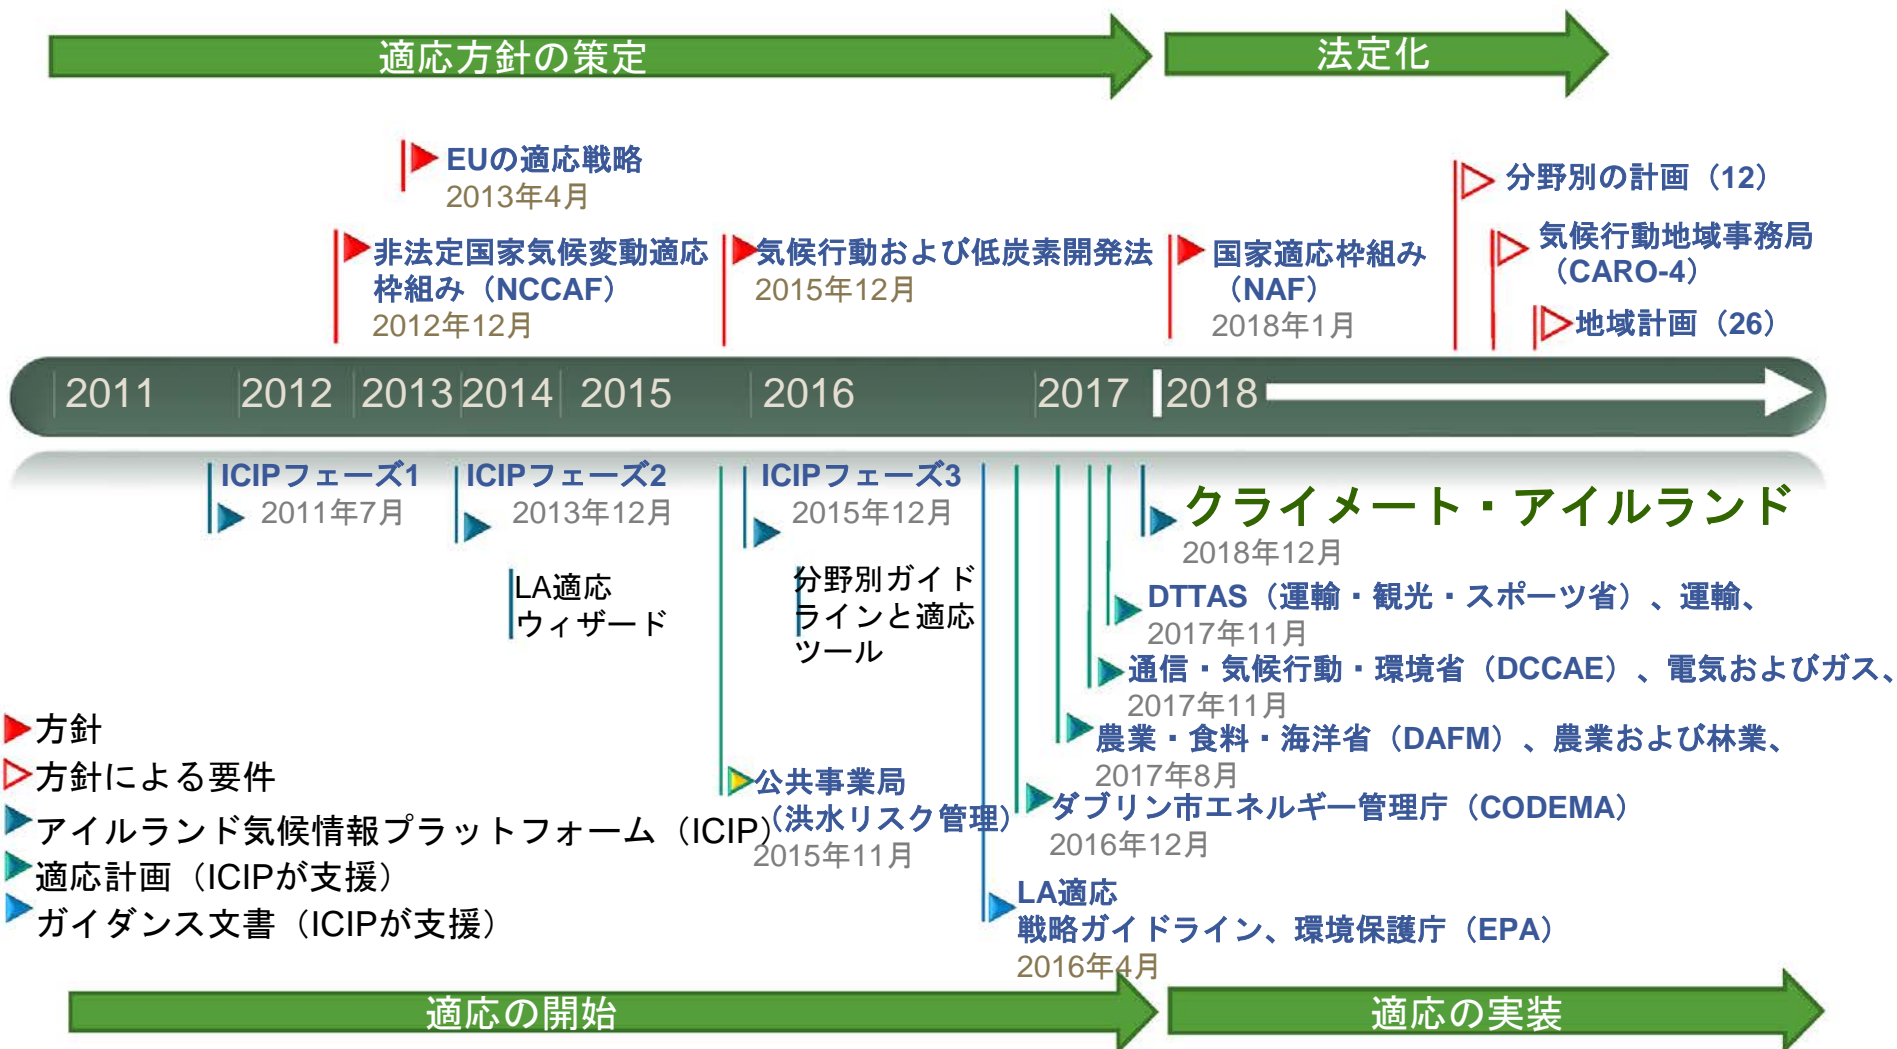 適応方針の策定
法定化
EUの適応戦略
2013年4月
分野別の計画（12）
非法定国家気候変動適応
枠組み（NCCAF）
2012年12月
気候行動および低炭素開発法
2015年12月
国家適応枠組み
（NAF）
2018年1月
気候行動地域事務局
（CARO-4）
地域計画（26）
2011 2012 2013 2014 2015 2016 2017 2018
ICIPフェーズ1
2011年7月
ICIPフェーズ2
2013年12月
ICIPフェーズ3
2015年12月
クライメート・アイルランド
2018年12月
LA適応
ウィザード
分野別ガイド
ラインと適応
ツール
DTTAS（運輸・観光・スポーツ省）、運輸、
2017年11月
通信・気候行動・環境省（DCCAE）、電気およびガス、
2017年11月
農業・食料・海洋省（DAFM）、農業および林業、
2017年8月
公共事業局
（洪水リスク管理）
2015年11月
ダブリン市エネルギー管理庁（CODEMA）
2016年12月
LA適応
戦略ガイドライン、環境保護庁（EPA）
2016年4月
方針
方針による要件
アイルランド気候情報プラットフォーム（ICIP）
適応計画（ICIPが支援）
ガイダンス文書（ICIPが支援）
適応の開始
適応の実装